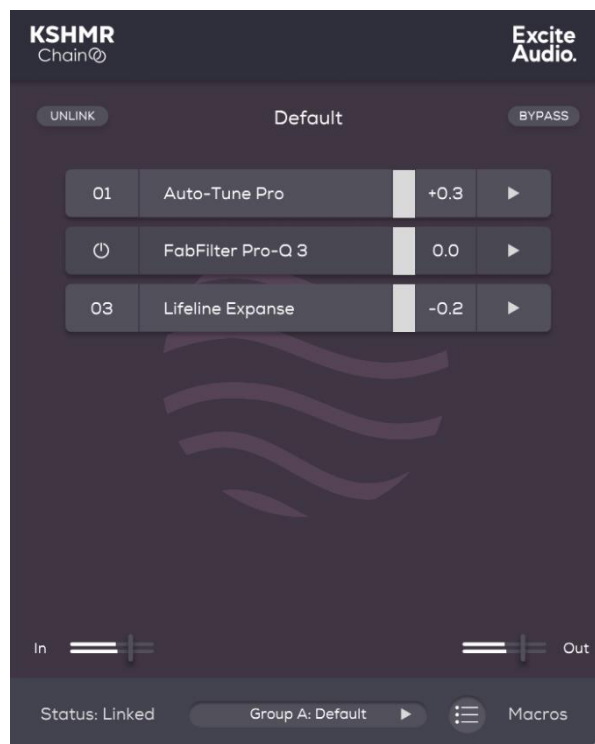 KSHMR
Chain
Excite
Audio.
UNLINK
Default
BYPASS
01 Auto-Tune Pro +0.3
FabFilter Pro-Q 3 0.0
03 Lifeline Expanse -0.2
In
Out
Status: Linked
Group A: Default
Macros